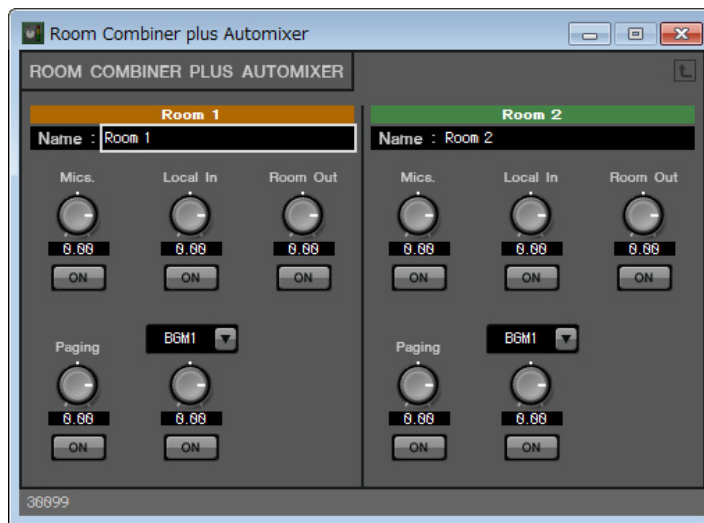 Room Combiner plus Automixer
ROOM COMBINER PLUS AUTOMIXER
Room 1
Name : Room 1
Mics. Local In Room Out
0.00 0.00 0.00
ON ON ON
Paging BGM1
0.00 0.00
ON ON
Room 2
Name : Room 2
Mics. Local In Room Out
0.00 0.00 0.00
ON ON ON
Paging BGM1
0.00 0.00
ON ON
30099